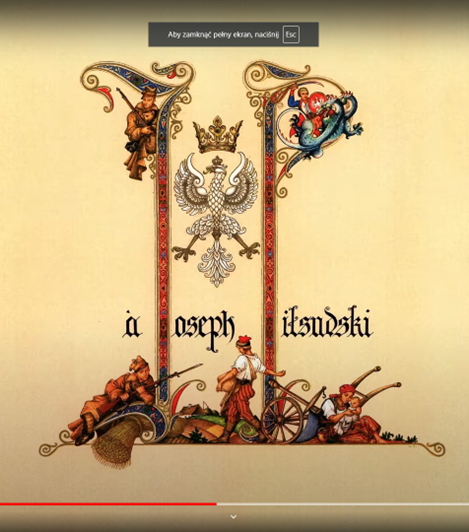 Aby zamknąć pełny ekran, naciśnij Esc
à Joseph Piłsudski